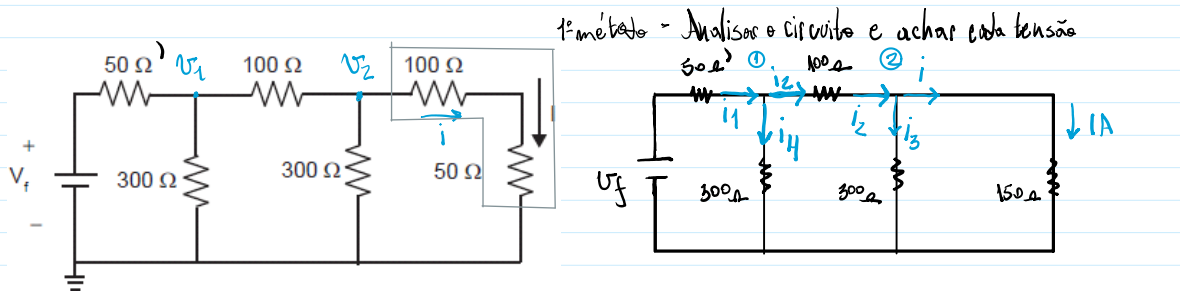 1º método - Analisar o circuito e achar cada tensão
50 Ω
v1
100 Ω
v2
100 Ω
i
+
Vf
−
300 Ω
300 Ω
50 Ω
50Ω
①
100Ω
②
i
i1
i2
i2
i4
i3
1A
Vf
300Ω
300Ω
150Ω